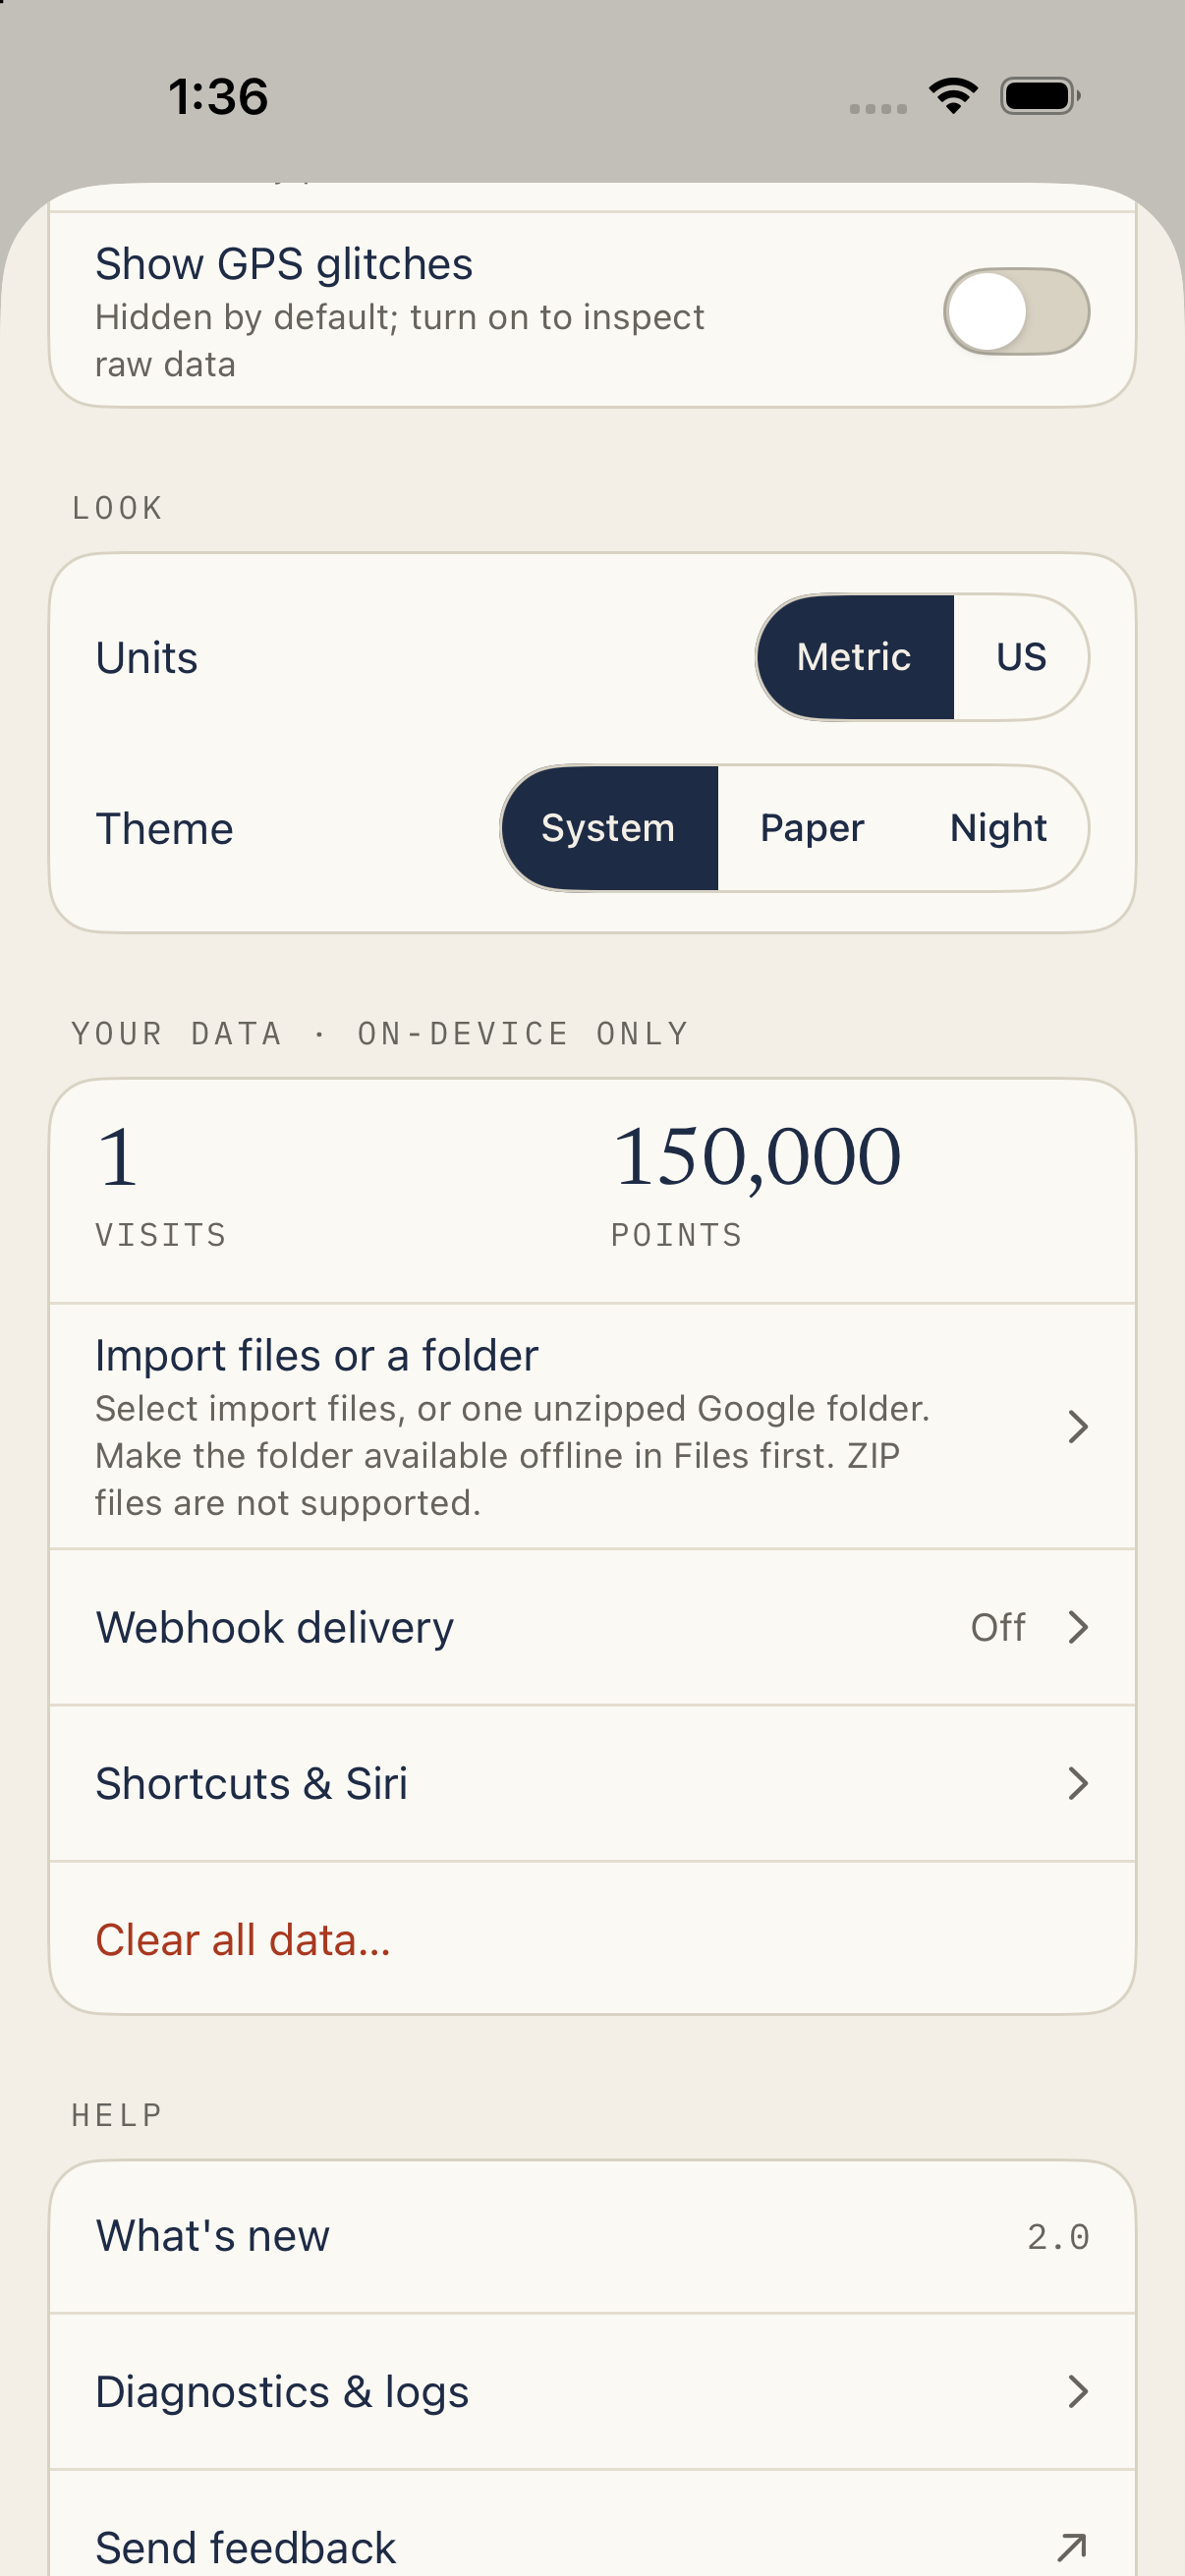 1:36
Show GPS glitches
Hidden by default; turn on to inspect
raw data
LOOK
Units
Metric
US
Theme
System
Paper
Night
YOUR DATA · ON-DEVICE ONLY
1
150,000
VISITS
POINTS
Import files or a folder
Select import files, or one unzipped Google folder.
Make the folder available offline in Files first. ZIP
files are not supported.
Webhook delivery
Off
Shortcuts & Siri
Clear all data...
HELP
What's new
2.0
Diagnostics & logs
Send feedback